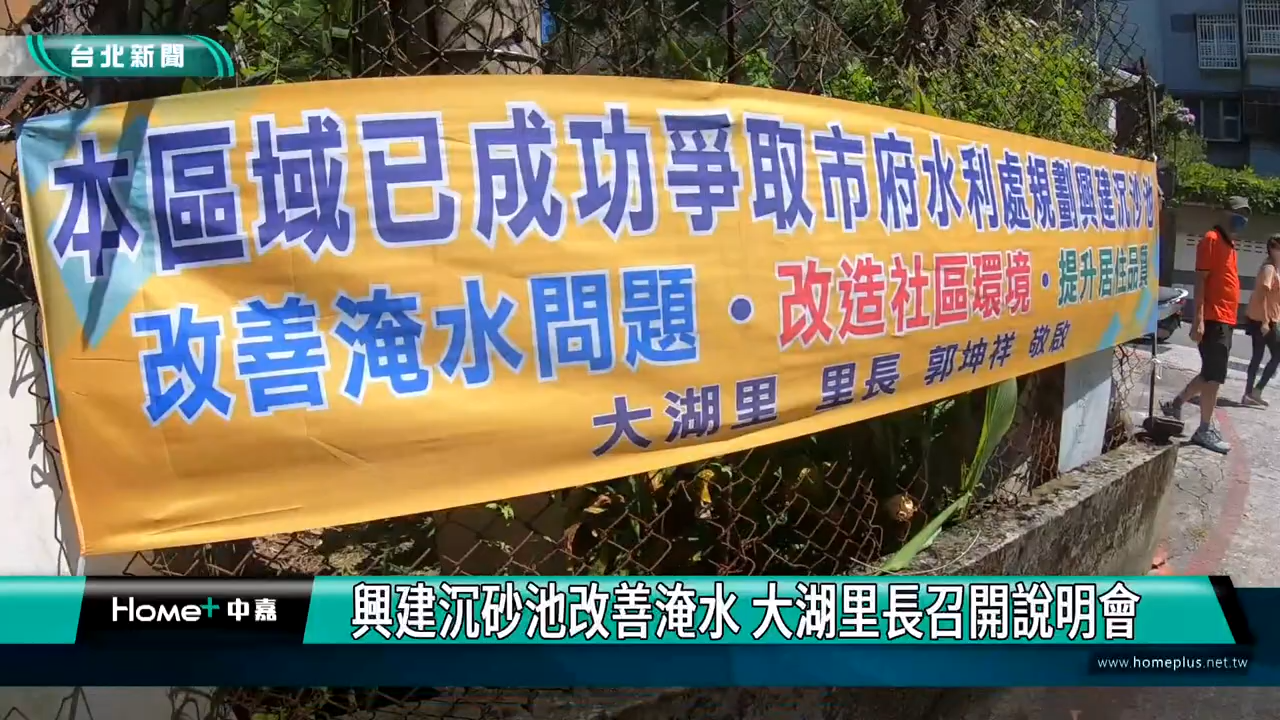 台北新聞
本區域已成功爭取市府水利處規劃興建沉沙池
改善淹水問題·改造社區環境·提升居住品質
大湖里 里長 郭坤祥 敬啟
Home+ 中嘉
興建沉砂池改善淹水 大湖里長召開說明會
www.homeplus.net.tw